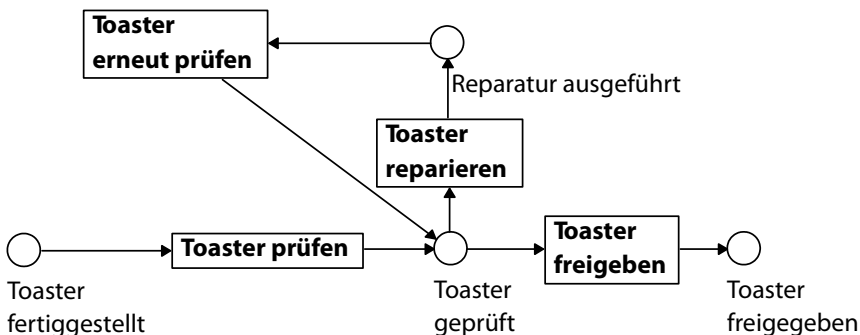 Toaster
erneut prüfen
Reparatur ausgeführt
Toaster
reparieren
Toaster prüfen
Toaster
freigeben
Toaster
fertiggestellt
Toaster
geprüft
Toaster
freigegeben